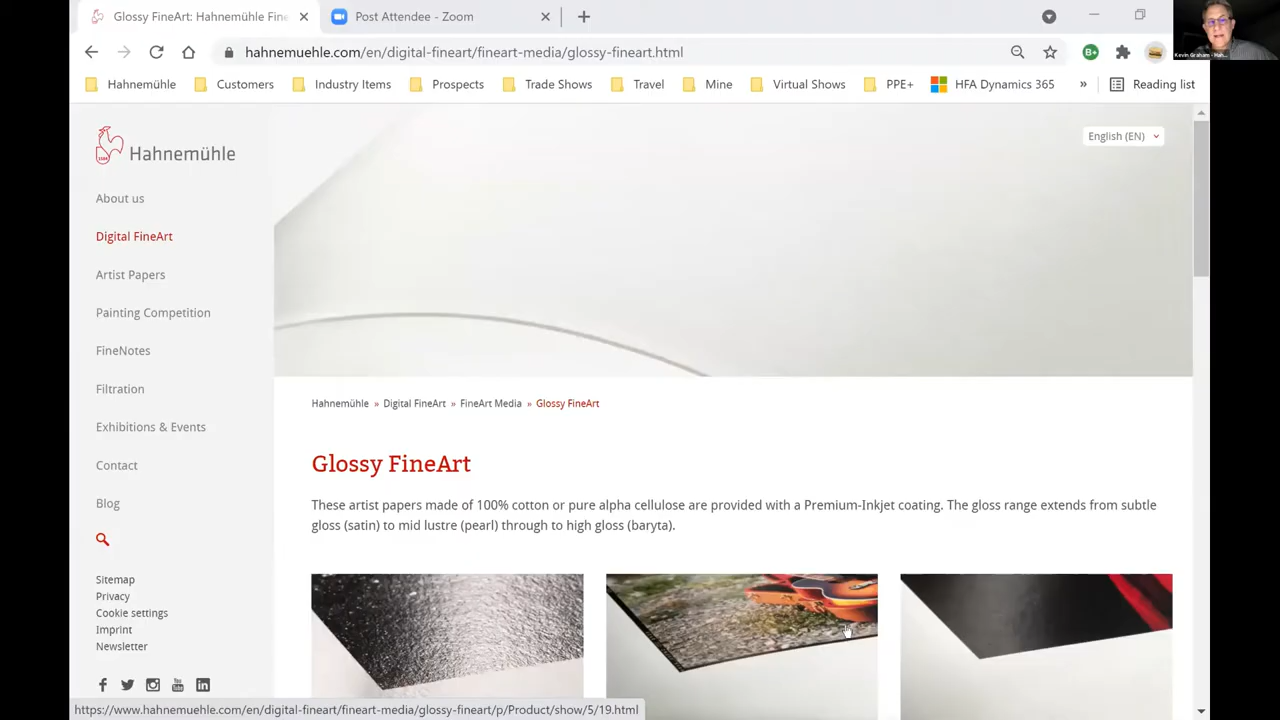 Glossy FineArt: Hahnemühle Fine
Post Attendee - Zoom
hahnemuehle.com/en/digital-fineart/fineart-media/glossy-fineart.html
Hahnemühle
Customers
Industry Items
Prospects
Trade Shows
Travel
Mine
Virtual Shows
PPE+
HFA Dynamics 365
»
Reading list
Hahnemühle
English (EN)
About us
Digital FineArt
Artist Papers
Painting Competition
FineNotes
Filtration
Exhibitions & Events
Contact
Blog
Sitemap
Privacy
Cookie settings
Imprint
Newsletter
Hahnemühle » Digital FineArt » FineArt Media » Glossy FineArt
Glossy FineArt
These artist papers made of 100% cotton or pure alpha cellulose are provided with a Premium-Inkjet coating. The gloss range extends from subtle
gloss (satin) to mid lustre (pearl) through to high gloss (baryta).
https://www.hahnemuehle.com/en/digital-fineart/fineart-media/glossy-fineart/p/Product/show/5/19.html
Kevin Graham - Hah...